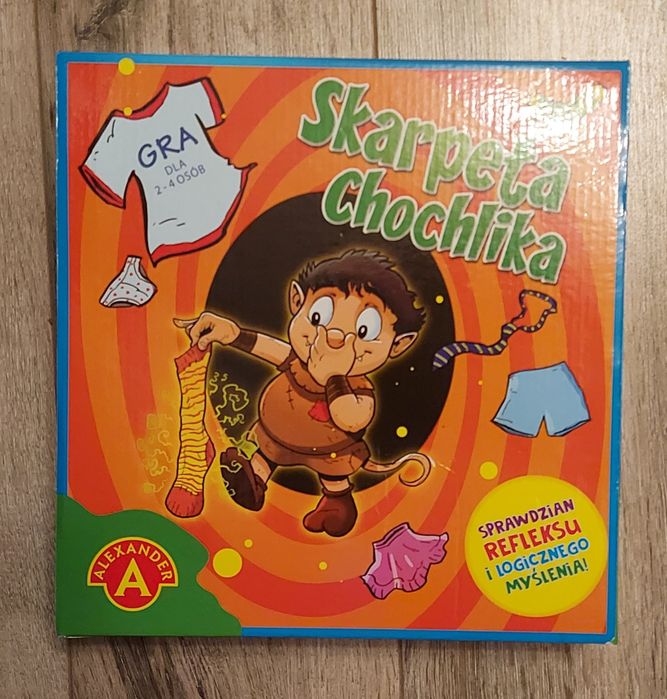 GRA
DLA
2-4 OSÓB
Skarpeta
Chochlika
SPRAWDZIAN
REFLEKSU
i LOGICZNEGO
MYŚLENIA!
ALEXANDER
A